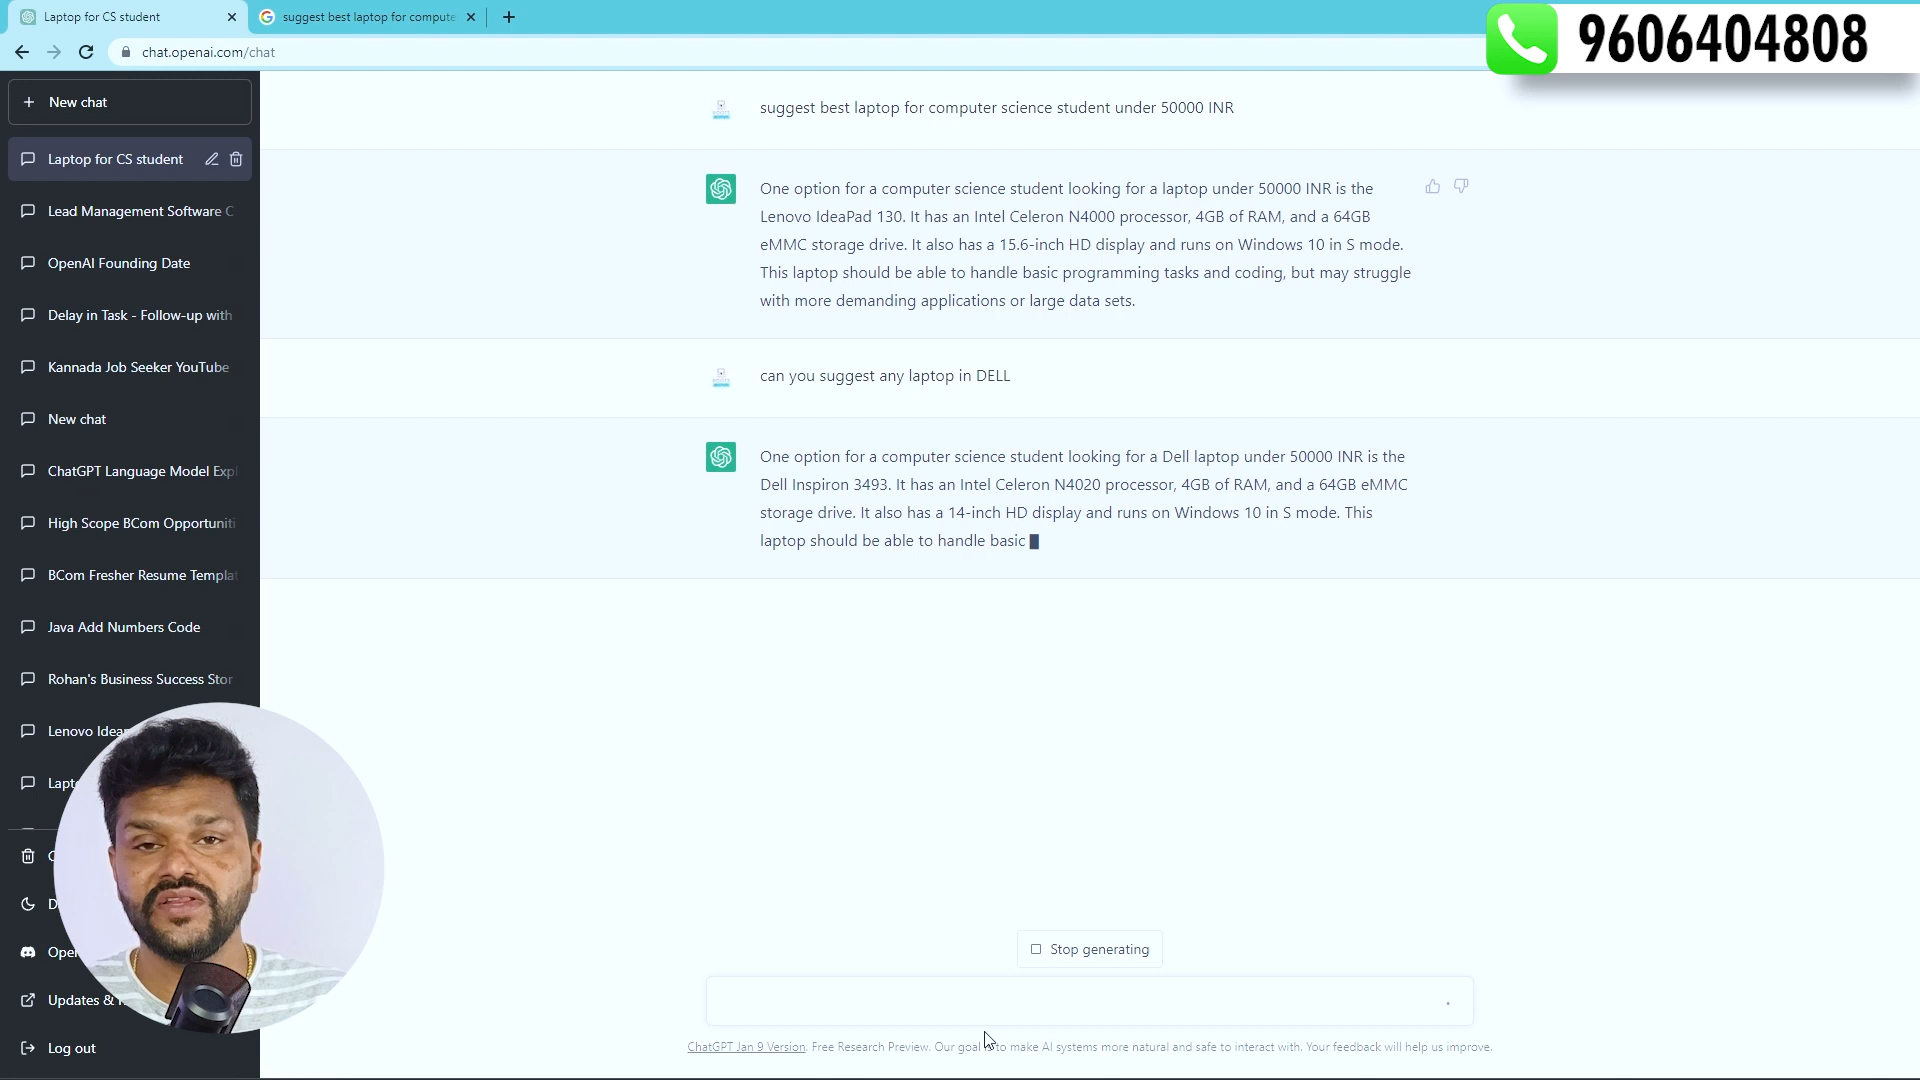 Laptop for CS student
suggest best laptop for compute
9606404808
chat.openai.com/chat
New chat
Laptop for CS student
Lead Management Software C
OpenAI Founding Date
Delay in Task - Follow-up with
Kannada Job Seeker YouTube
New chat
ChatGPT Language Model Exp
High Scope BCom Opportuniti
BCom Fresher Resume Templat
Java Add Numbers Code
Rohan's Business Success Stor
Lenovo Idea
Lapt
C
D
Ope
Updates &
Log out
suggest best laptop for computer science student under 50000 INR
One option for a computer science student looking for a laptop under 50000 INR is the
Lenovo IdeaPad 130. It has an Intel Celeron N4000 processor, 4GB of RAM, and a 64GB
eMMC storage drive. It also has a 15.6-inch HD display and runs on Windows 10 in S mode.
This laptop should be able to handle basic programming tasks and coding, but may struggle
with more demanding applications or large data sets.
can you suggest any laptop in DELL
One option for a computer science student looking for a Dell laptop under 50000 INR is the
Dell Inspiron 3493. It has an Intel Celeron N4020 processor, 4GB of RAM, and a 64GB eMMC
storage drive. It also has a 14-inch HD display and runs on Windows 10 in S mode. This
laptop should be able to handle basic
Stop generating
ChatGPT Jan 9 Version. Free Research Preview. Our goal to make AI systems more natural and safe to interact with. Your feedback will help us improve.